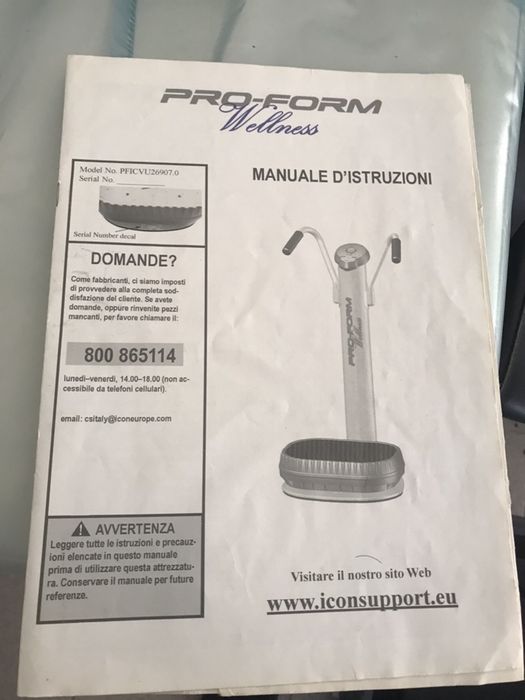 PRO-FORM
Wellness
Model No. PFICVU26907.0
Serial No.
Serial Number decal
DOMANDE?
Come fabbricanti, ci siamo imposti
di provvedere alla completa sod-
disfazione del cliente. Se avete
domande, oppure rinvenite pezzi
mancanti, per favore chiamare il:
800 865114
lunedì-venerdì, 14.00-18.00 (non ac-
cessibile da telefoni cellulari).
email: csitaly@iconeurope.com
AVVERTENZA
Leggere tutte le istruzioni e precauz-
ioni elencate in questo manuale
prima di utilizzare questa attrezzatu-
ra. Conservare il manuale per future
referenze.
MANUALE D'ISTRUZIONI
PRO-FORM
Visitare il nostro sito Web
www.iconsupport.eu